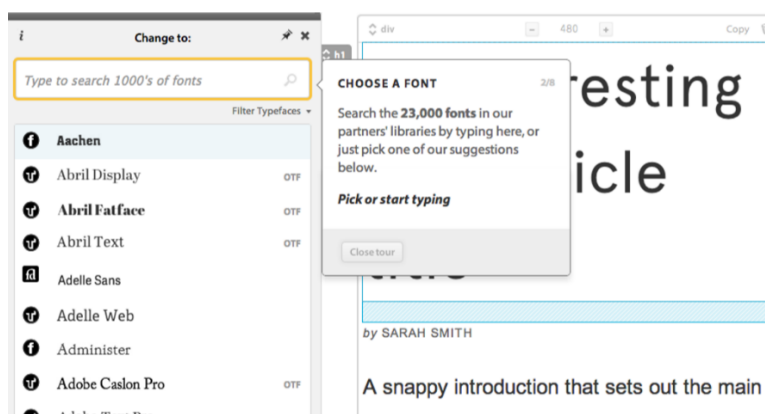 i
Change to:
Type to search 1000's of fonts
Filter Typefaces
Aachen
Abril Display OTF
Abril Fatface OTF
Abril Text OTF
Adelle Sans
Adelle Web
Administer
Adobe Caslon Pro OTF
h1
CHOOSE A FONT 2/8
Search the 23,000 fonts in our
partners' libraries by typing here, or
just pick one of our suggestions
below.
Pick or start typing
Close tour
div
480
Copy
by SARAH SMITH
A snappy introduction that sets out the main